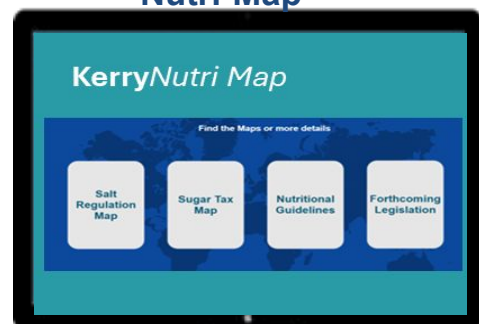 Nutri Map
KerryNutri Map
Find the Maps or more details
Salt
Regulation
Map
Sugar Tax
Map
Nutritional
Guidelines
Forthcoming
Legislation